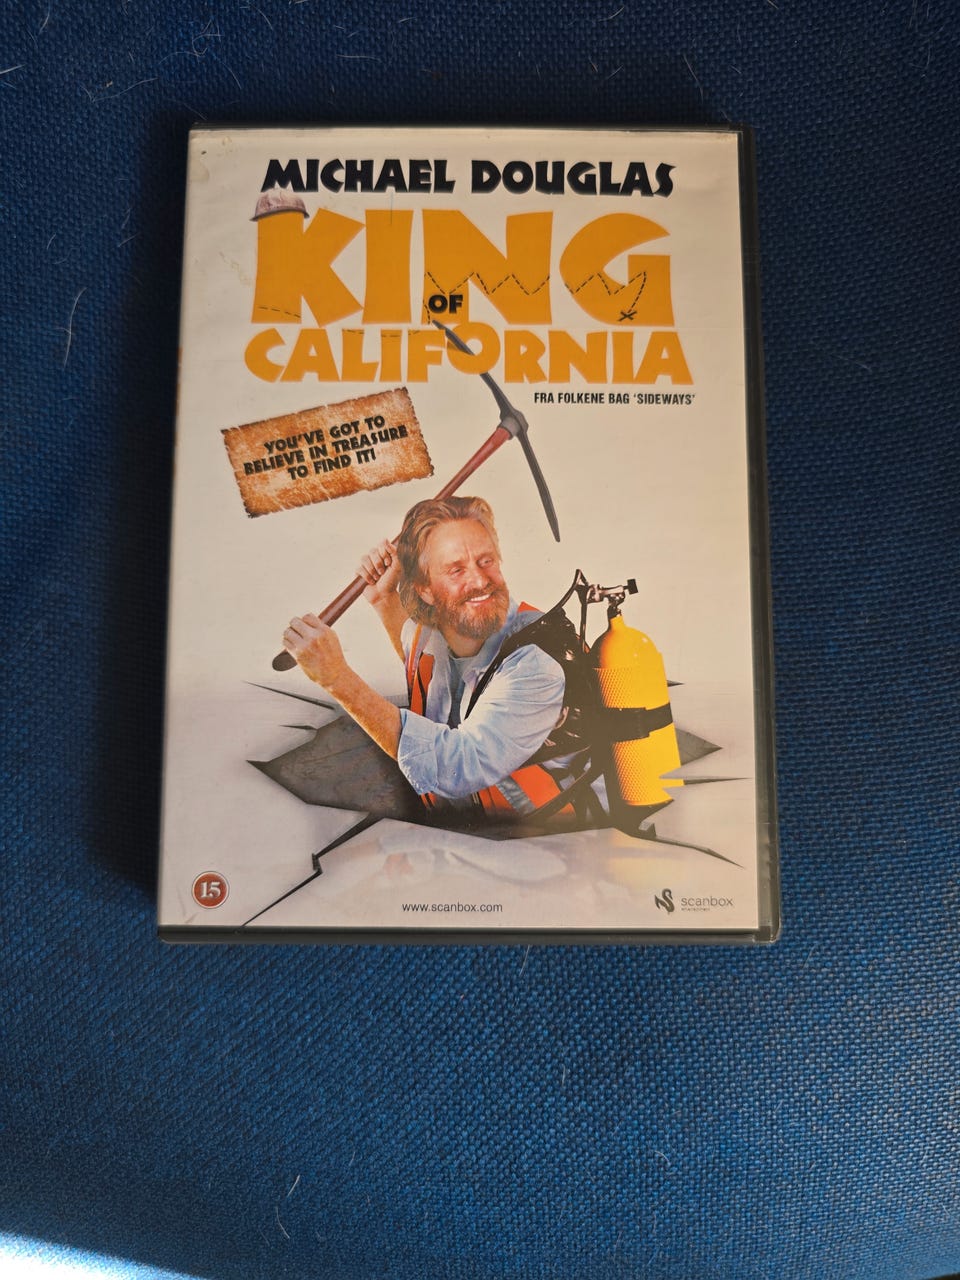 MICHAEL DOUGLAS
KING
OF
CALIFORNIA
FRA FOLKENE BAG 'SIDEWAYS'
YOU'VE GOT TO
BELIEVE IN TREASURE
TO FIND IT!
15
www.scanbox.com
scanbox
entertainment